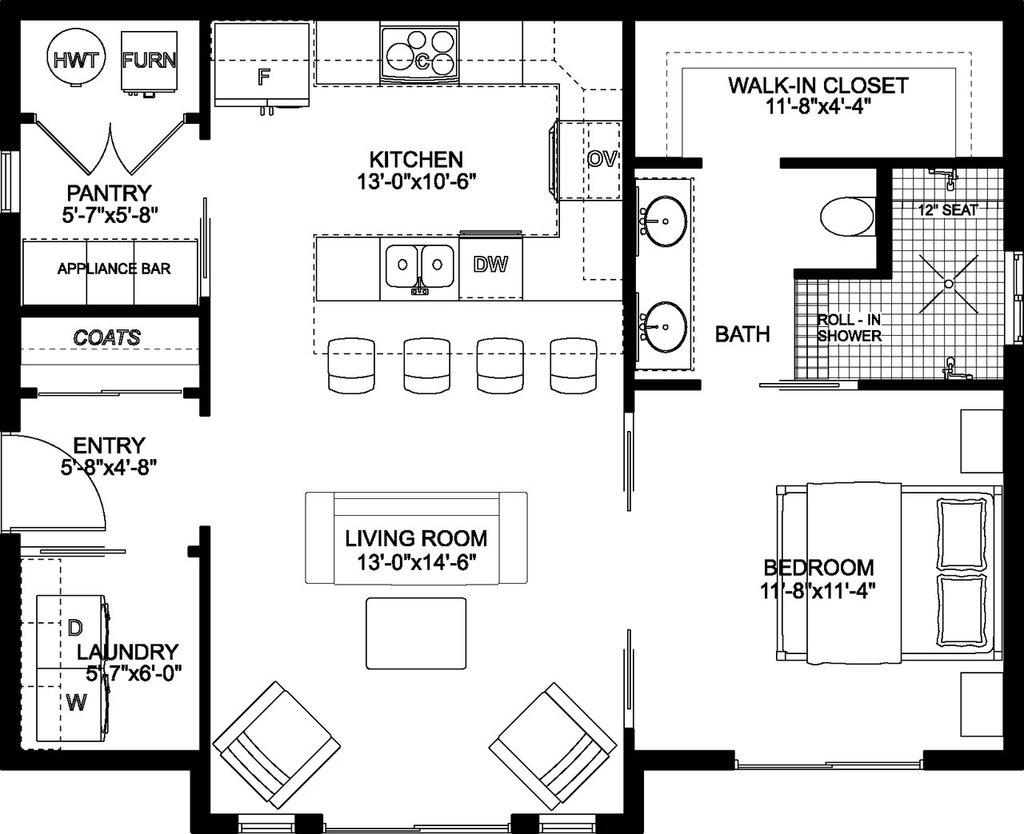 HWT
FURN
F
C
WALK-IN CLOSET
11'-8"x4'-4"
KITCHEN
13'-0"x10'-6"
OV
PANTRY
5'-7"x5'-8"
12" SEAT
APPLIANCE BAR
DW
COATS
BATH
ROLL - IN
SHOWER
ENTRY
5'-8"x4'-8"
LIVING ROOM
13'-0"x14'-6"
BEDROOM
11'-8"x11'-4"
D
LAUNDRY
5'-7"x6'-0"
W